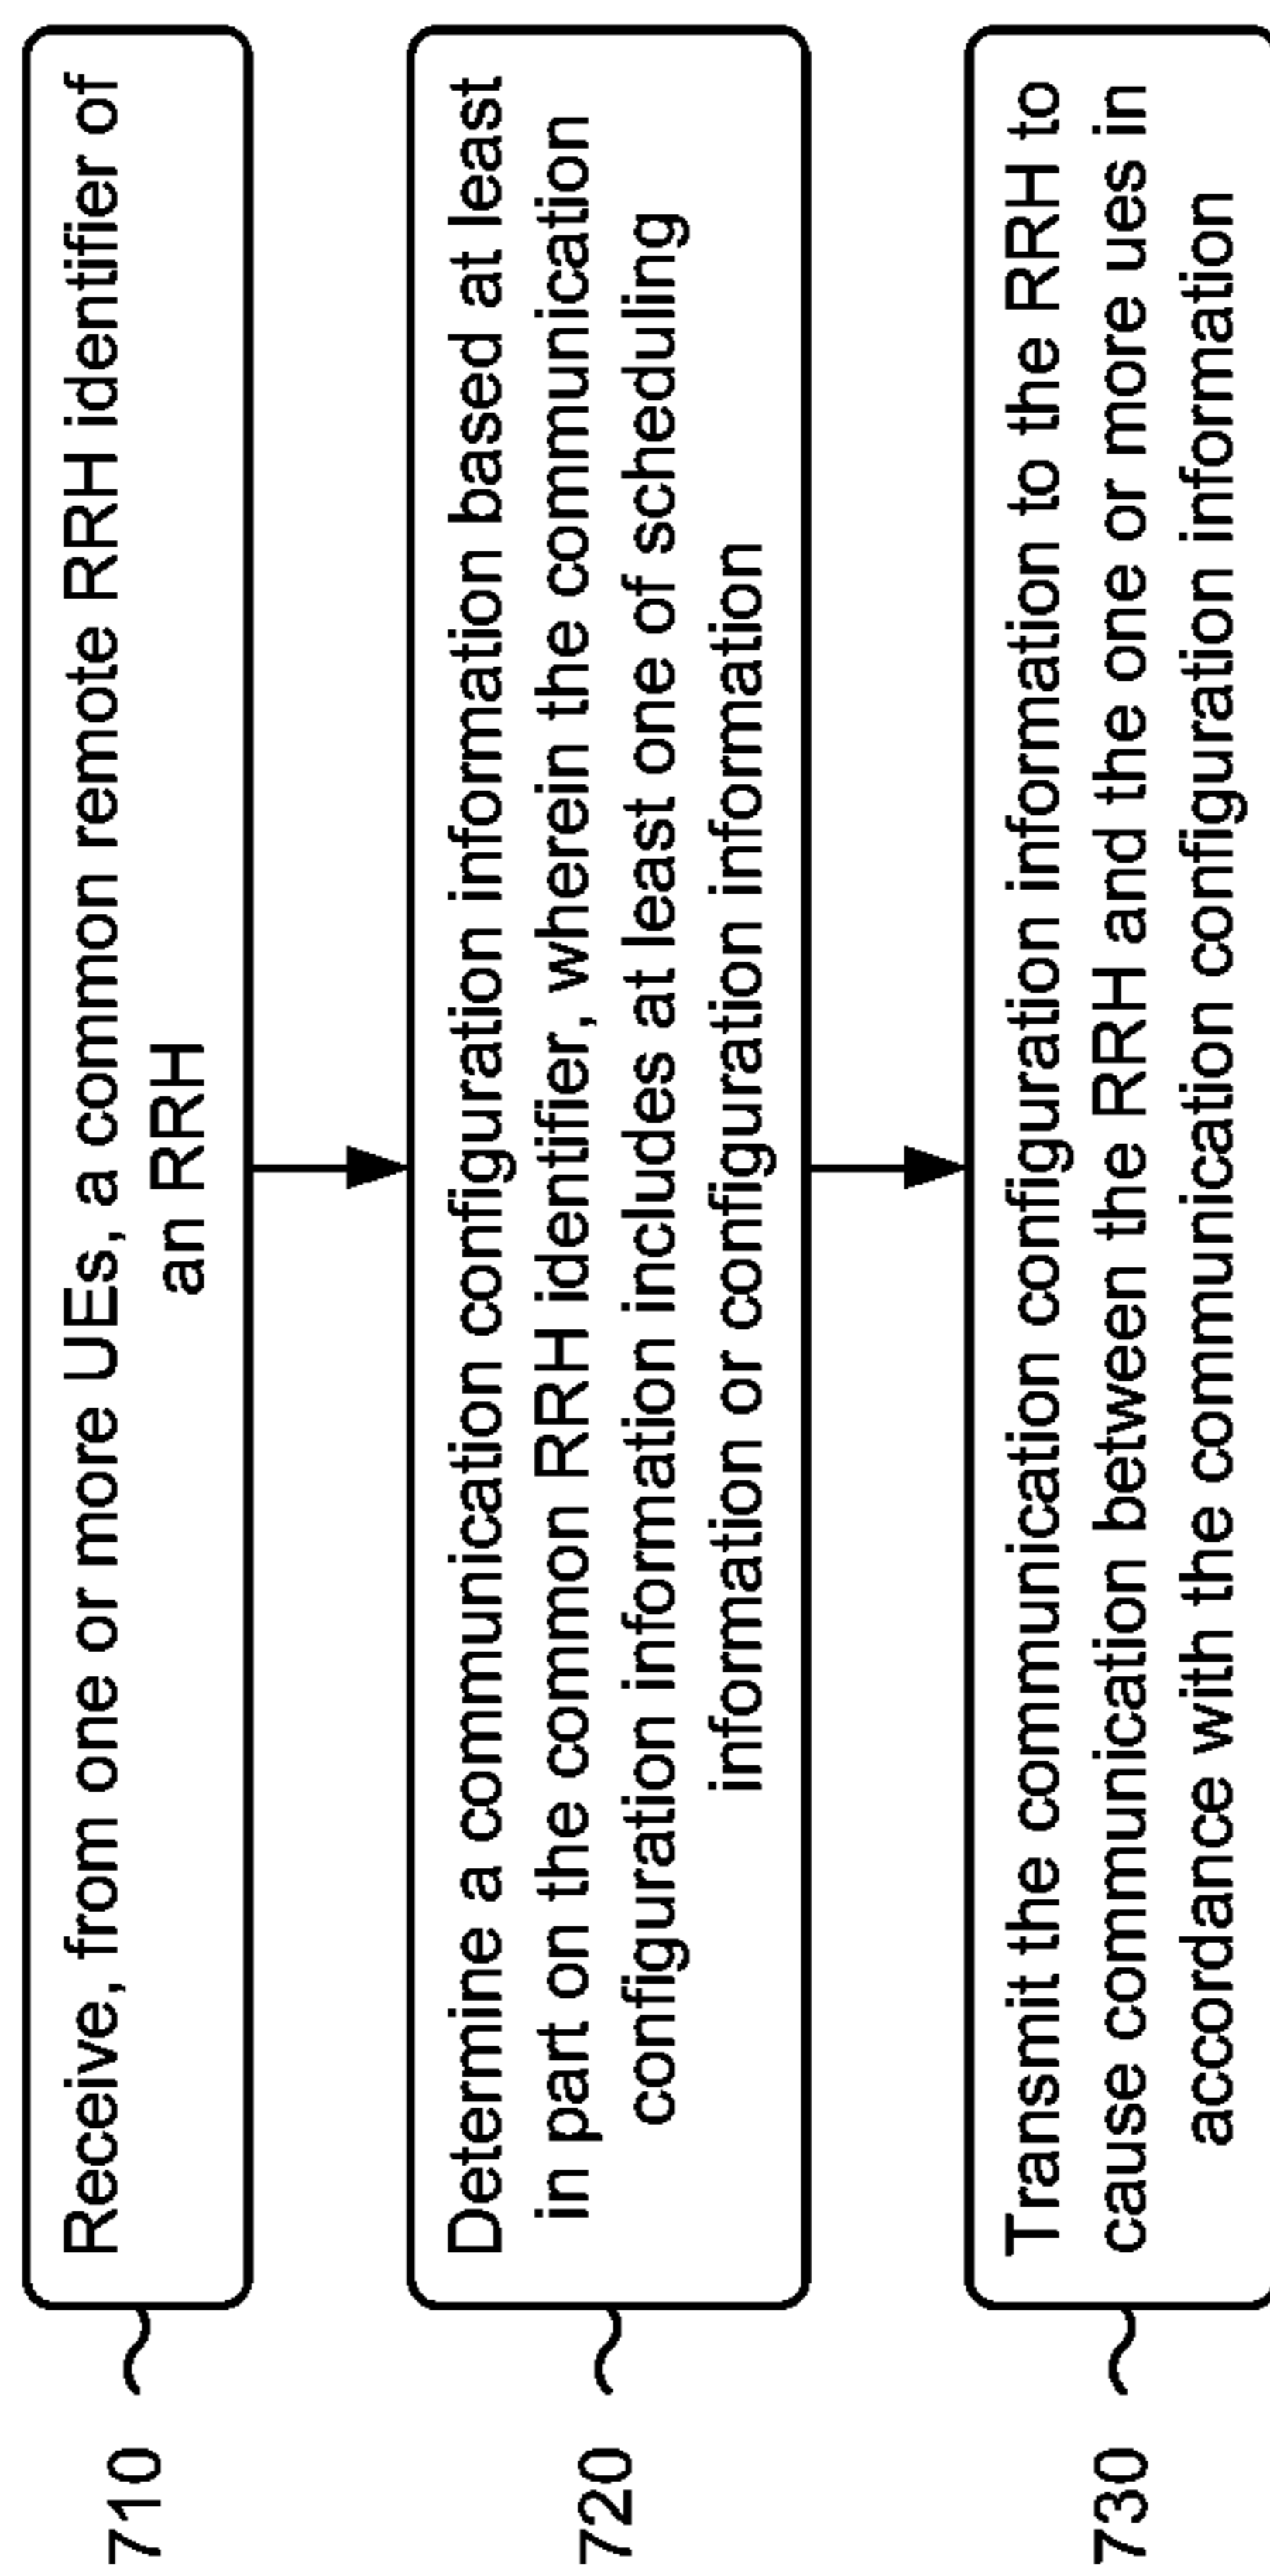 710
Receive, from one or more UEs, a common remote RRH identifier of
an RRH
720
Determine a communication configuration information based at least
in part on the common RRH identifier, wherein the communication
configuration information includes at least one of scheduling
information or configuration information
730
Transmit the communication configuration information to the RRH to
cause communication between the RRH and the one or more ues in
accordance with the communication configuration information